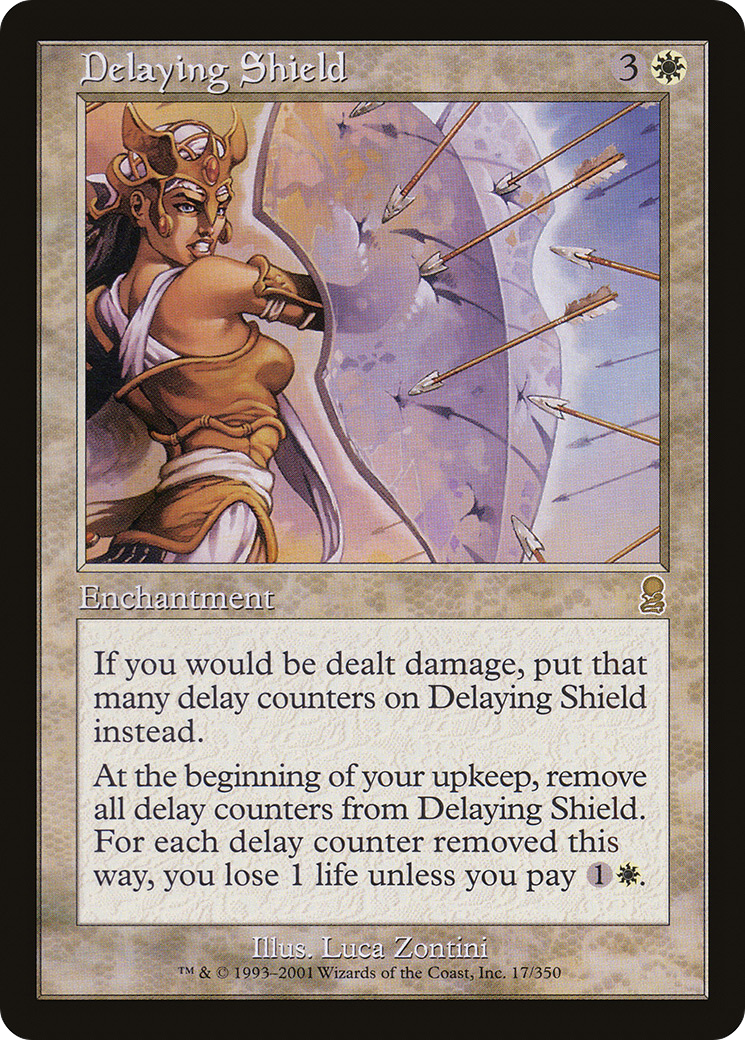 Delaying Shield 3
Enchantment
If you would be dealt damage, put that
many delay counters on Delaying Shield
instead.
At the beginning of your upkeep, remove
all delay counters from Delaying Shield.
For each delay counter removed this
way, you lose 1 life unless you pay 1.
Illus. Luca Zontini
™ & © 1993–2001 Wizards of the Coast, Inc. 17/350